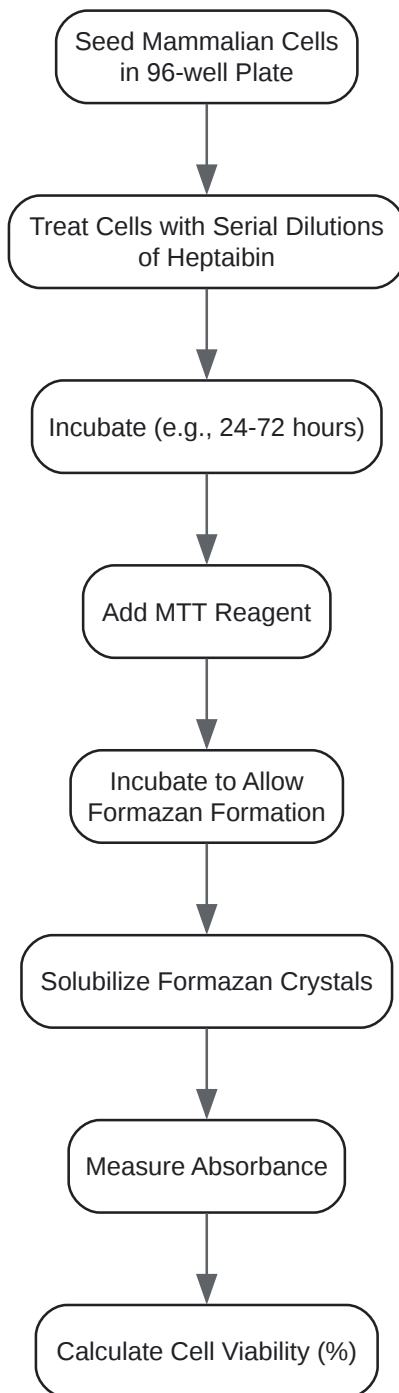 Seed Mammalian Cells
in 96-well Plate
Treat Cells with Serial Dilutions
of Heptaibin
Incubate (e.g., 24-72 hours)
Add MTT Reagent
Incubate to Allow
Formazan Formation
Solubilize Formazan Crystals
Measure Absorbance
Calculate Cell Viability (%)